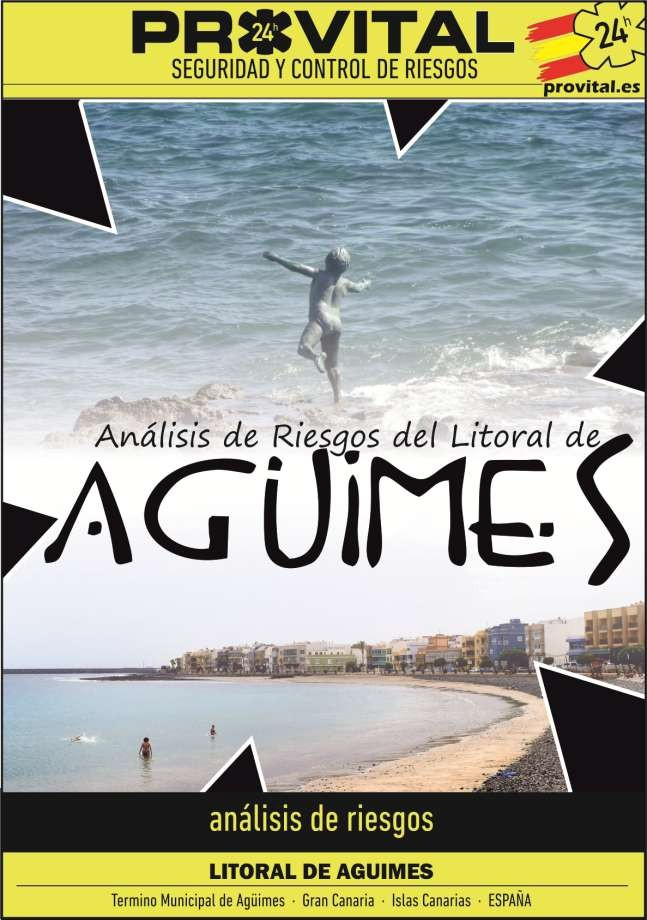 PROVITAL
24h
SEGURIDAD Y CONTROL DE RIESGOS
24h
provital.es
Análisis de Riesgos del Litoral de
AGÜIMES
análisis de riesgos
LITORAL DE AGUIMES
Termino Municipal de Agüimes · Gran Canaria · Islas Canarias · ESPAÑA